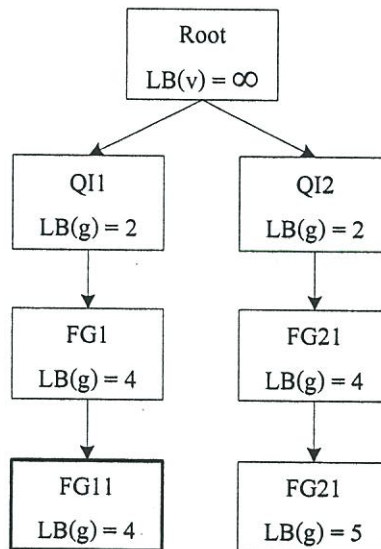 Root
LB(v) = ∞
QI1
LB(g) = 2
QI2
LB(g) = 2
FG1
LB(g) = 4
FG21
LB(g) = 4
FG11
LB(g) = 4
FG21
LB(g) = 5